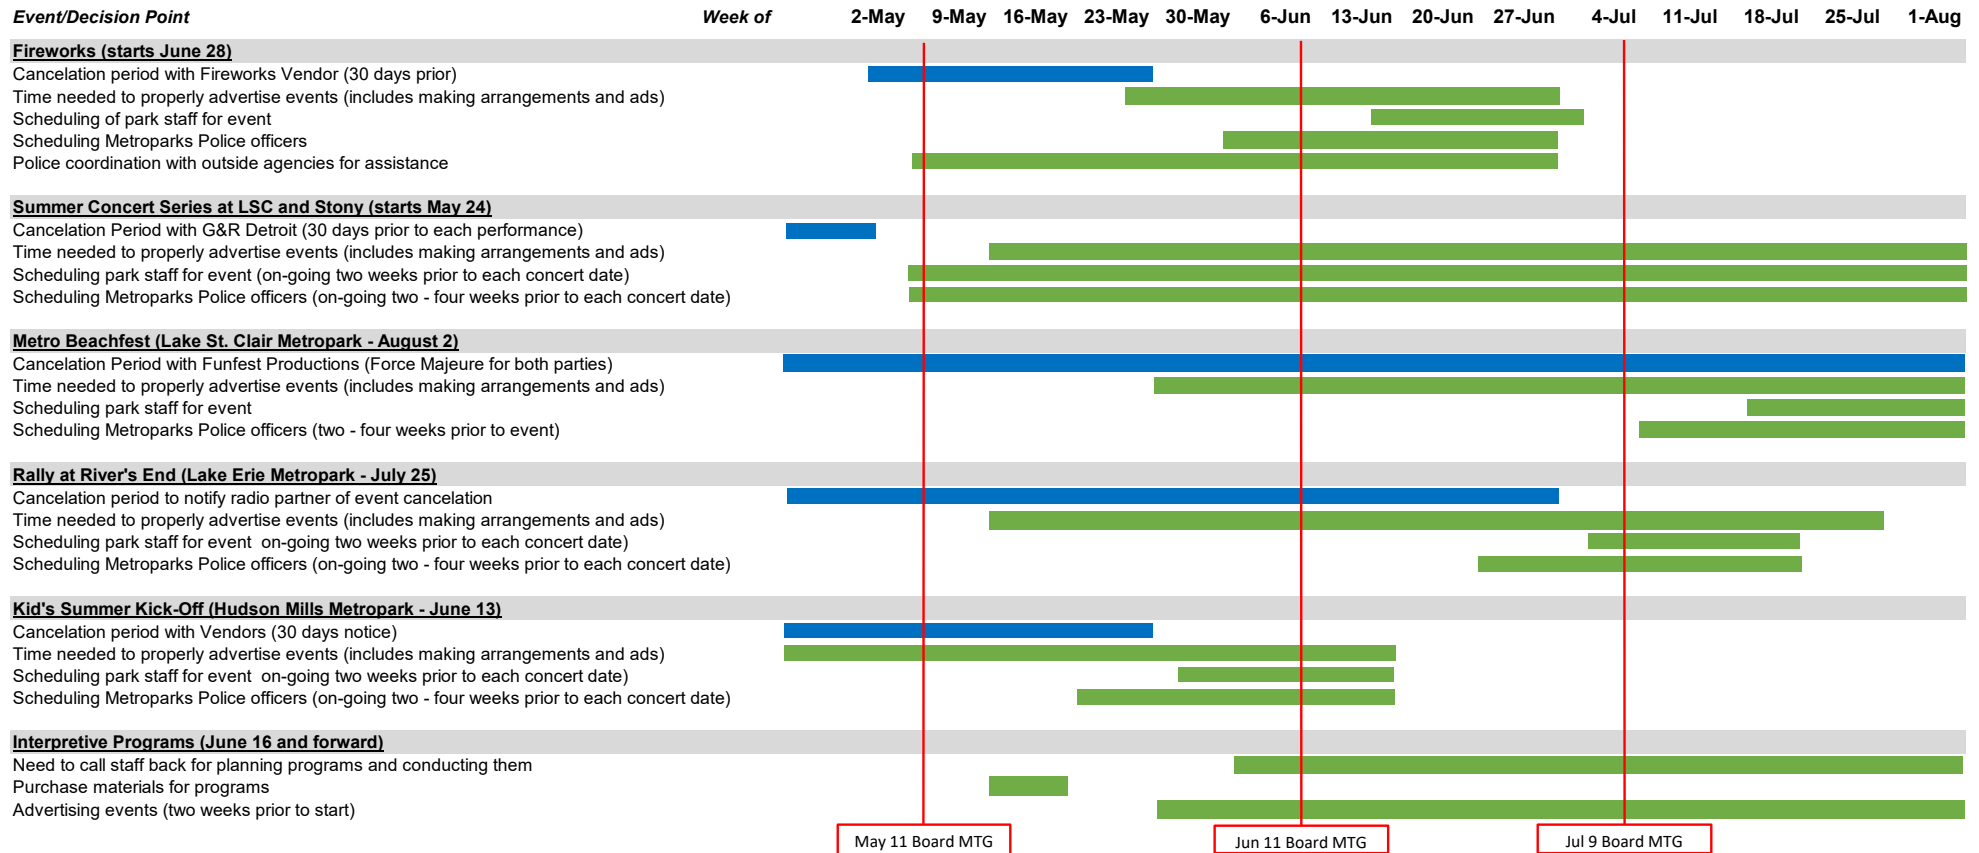 Event/Decision Point Week of 2-May 9-May 16-May 23-May 30-May 6-Jun 13-Jun 20-Jun 27-Jun 4-Jul 11-Jul 18-Jul 25-Jul 1-Aug
Fireworks (starts June 28)
Cancelation period with Fireworks Vendor (30 days prior)
Time needed to properly advertise events (includes making arrangements and ads)
Scheduling of park staff for event
Scheduling Metroparks Police officers
Police coordination with outside agencies for assistance
Summer Concert Series at LSC and Stony (starts May 24)
Cancelation Period with G&R Detroit (30 days prior to each performance)
Time needed to properly advertise events (includes making arrangements and ads)
Scheduling park staff for event (on-going two weeks prior to each concert date)
Scheduling Metroparks Police officers (on-going two - four weeks prior to each concert date)
Metro Beachfest (Lake St. Clair Metropark - August 2)
Cancelation Period with Funfest Productions (Force Majeure for both parties)
Time needed to properly advertise events (includes making arrangements and ads)
Scheduling park staff for event
Scheduling Metroparks Police officers (two - four weeks prior to event)
Rally at River's End (Lake Erie Metropark - July 25)
Cancelation period to notify radio partner of event cancelation
Time needed to properly advertise events (includes making arrangements and ads)
Scheduling park staff for event  on-going two weeks prior to each concert date)
Scheduling Metroparks Police officers (on-going two - four weeks prior to each concert date)
Kid's Summer Kick-Off (Hudson Mills Metropark - June 13)
Cancelation period with Vendors (30 days notice)
Time needed to properly advertise events (includes making arrangements and ads)
Scheduling park staff for event  on-going two weeks prior to each concert date)
Scheduling Metroparks Police officers (on-going two - four weeks prior to each concert date)
Interpretive Programs (June 16 and forward)
Need to call staff back for planning programs and conducting them
Purchase materials for programs
Advertising events (two weeks prior to start)
May 11 Board MTG Jun 11 Board MTG Jul 9 Board MTG